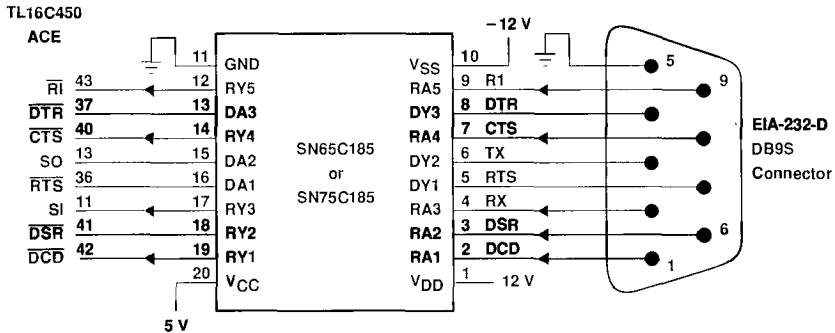 TL16C450
ACE
11 GND VSS 10 −12 V 5
RI 43 12 RY5 RA5 9 R1 9
DTR 37 13 DA3 DY3 8 DTR
CTS 40 14 RY4 RA4 7 CTS EIA-232-D
SO 13 15 DA2 SN65C185 DY2 6 TX DB9S
or Connector
RTS 36 16 DA1 SN75C185 DY1 5 RTS
SI 11 17 RY3 RA3 4 RX
DSR 41 18 RY2 RA2 3 DSR 6
DCD 42 19 RY1 RA1 2 DCD 1
20 VCC VDD 1 12 V
5 V